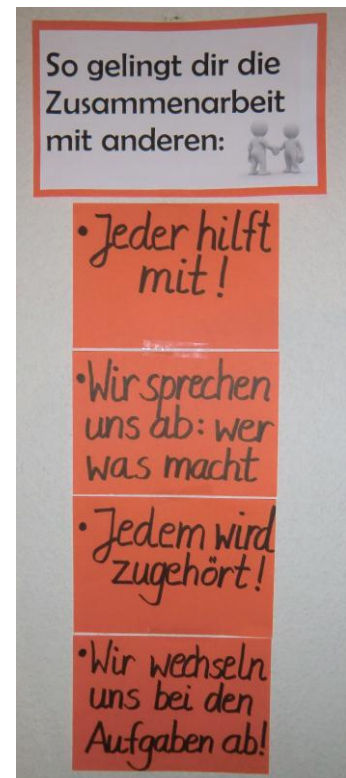 So gelingt dir die
Zusammenarbeit
mit anderen:
• Jeder hilft
mit!
• Wir sprechen
uns ab: wer
was macht
• Jedem wird
zugehört!
• Wir wechseln
uns bei den
Aufgaben ab!